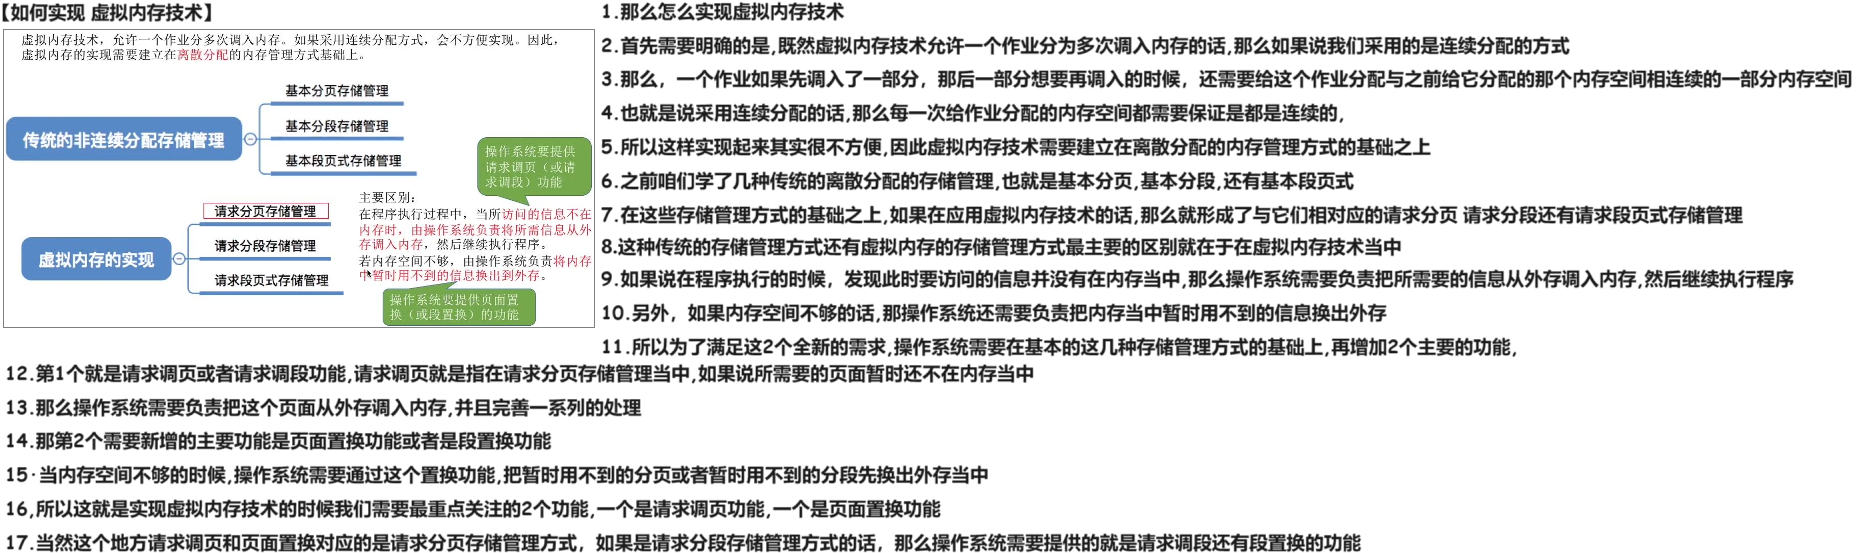 【如何实现 虚拟内存技术】
虚拟内存技术，允许一个作业分多次调入内存。如果采用连续分配方式，会不方便实现。因此，
虚拟内存的实现需要建立在离散分配的内存管理方式基础上。
基本分页存储管理
传统的非连续分配存储管理
基本分段存储管理
基本段页式存储管理
操作系统要提供
请求调页（或请
求调段）功能
请求分页存储管理
虚拟内存的实现
请求分段存储管理
请求段页式存储管理
主要区别：
在程序执行过程中，当所访问的信息不在
内存时，由操作系统负责将所需信息从外
存调入内存，然后继续执行程序。
若内存空间不够，由操作系统负责将内存
中暂时用不到的信息换出到外存。
操作系统要提供页面置
换（或段置换）的功能
1.那么怎么实现虚拟内存技术
2.首先需要明确的是,既然虚拟内存技术允许一个作业分为多次调入内存的话,那么如果说我们采用的是连续分配的方式
3.那么，一个作业如果先调入了一部分，那后一部分想要再调入的时候，还需要给这个作业分配与之前给它分配的那个内存空间相连续的一部分内存空间
4.也就是说采用连续分配的话,那么每一次给作业分配的内存空间都需要保证是都是连续的,
5.所以这样实现起来其实很不方便,因此虚拟内存技术需要建立在离散分配的内存管理方式的基础之上
6.之前咱们学了几种传统的离散分配的存储管理,也就是基本分页,基本分段,还有基本段页式
7.在这些存储管理方式的基础之上,如果在应用虚拟内存技术的话,那么就形成了与它们相对应的请求分页 请求分段还有请求段页式存储管理
8.这种传统的存储管理方式还有虚拟内存的存储管理方式最主要的区别就在于在虚拟内存技术当中
9.如果说在程序执行的时候，发现此时要访问的信息并没有在内存当中,那么操作系统需要负责把所需要的信息从外存调入内存,然后继续执行程序
10.另外，如果内存空间不够的话,那操作系统还需要负责把内存当中暂时用不到的信息换出外存
11.所以为了满足这2个全新的需求,操作系统需要在基本的这几种存储管理方式的基础上,再增加2个主要的功能,
12.第1个就是请求调页或者请求调段功能,请求调页就是指在请求分页存储管理当中,如果说所需要的页面暂时还不在内存当中
13.那么操作系统需要负责把这个页面从外存调入内存,并且完善一系列的处理
14.那第2个需要新增的主要功能是页面置换功能或者是段置换功能
15·当内存空间不够的时候,操作系统需要通过这个置换功能,把暂时用不到的分页或者暂时用不到的分段先换出外存当中
16,所以这就是实现虚拟内存技术的时候我们需要最重点关注的2个功能,一个是请求调页功能,一个是页面置换功能
17.当然这个地方请求调页和页面置换对应的是请求分页存储管理方式，如果是请求分段存储管理方式的话，那么操作系统需要提供的就是请求调段还有段置换的功能